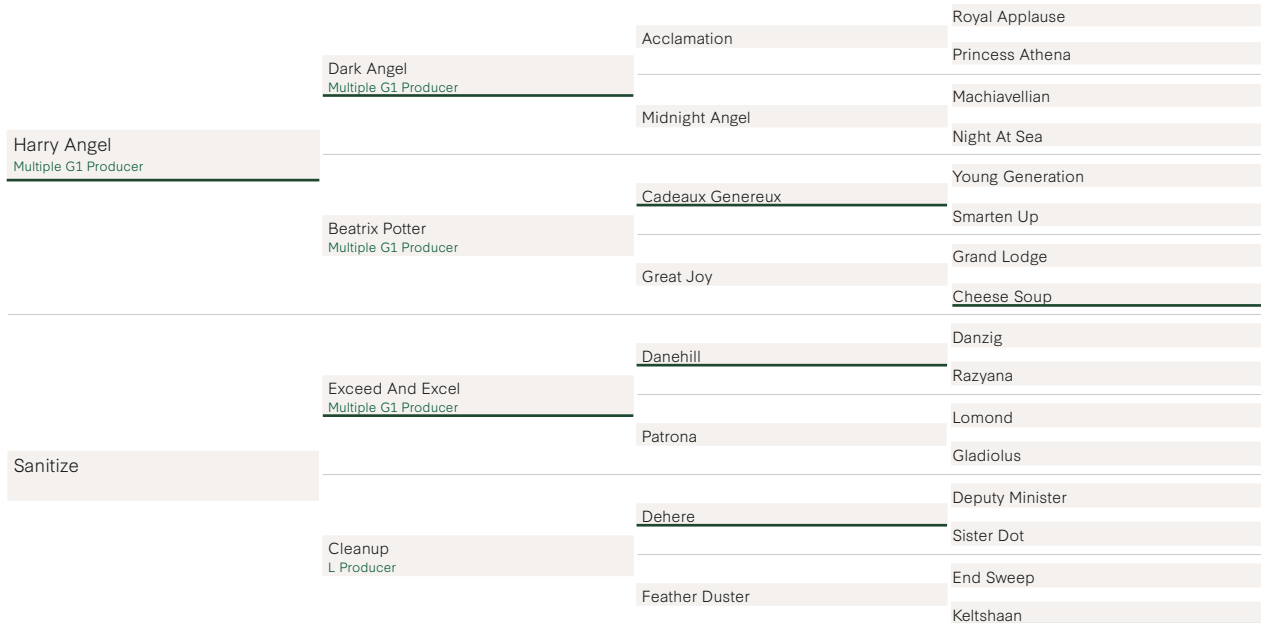 Harry Angel
Multiple G1 Producer
Sanitize
Dark Angel
Multiple G1 Producer
Beatrix Potter
Multiple G1 Producer
Exceed And Excel
Multiple G1 Producer
Cleanup
L Producer
Acclamation
Midnight Angel
Cadeaux Genereux
Great Joy
Danehill
Patrona
Dehere
Feather Duster
Royal Applause
Princess Athena
Machiavellian
Night At Sea
Young Generation
Smarten Up
Grand Lodge
Cheese Soup
Danzig
Razyana
Lomond
Gladiolus
Deputy Minister
Sister Dot
End Sweep
Keltshaan